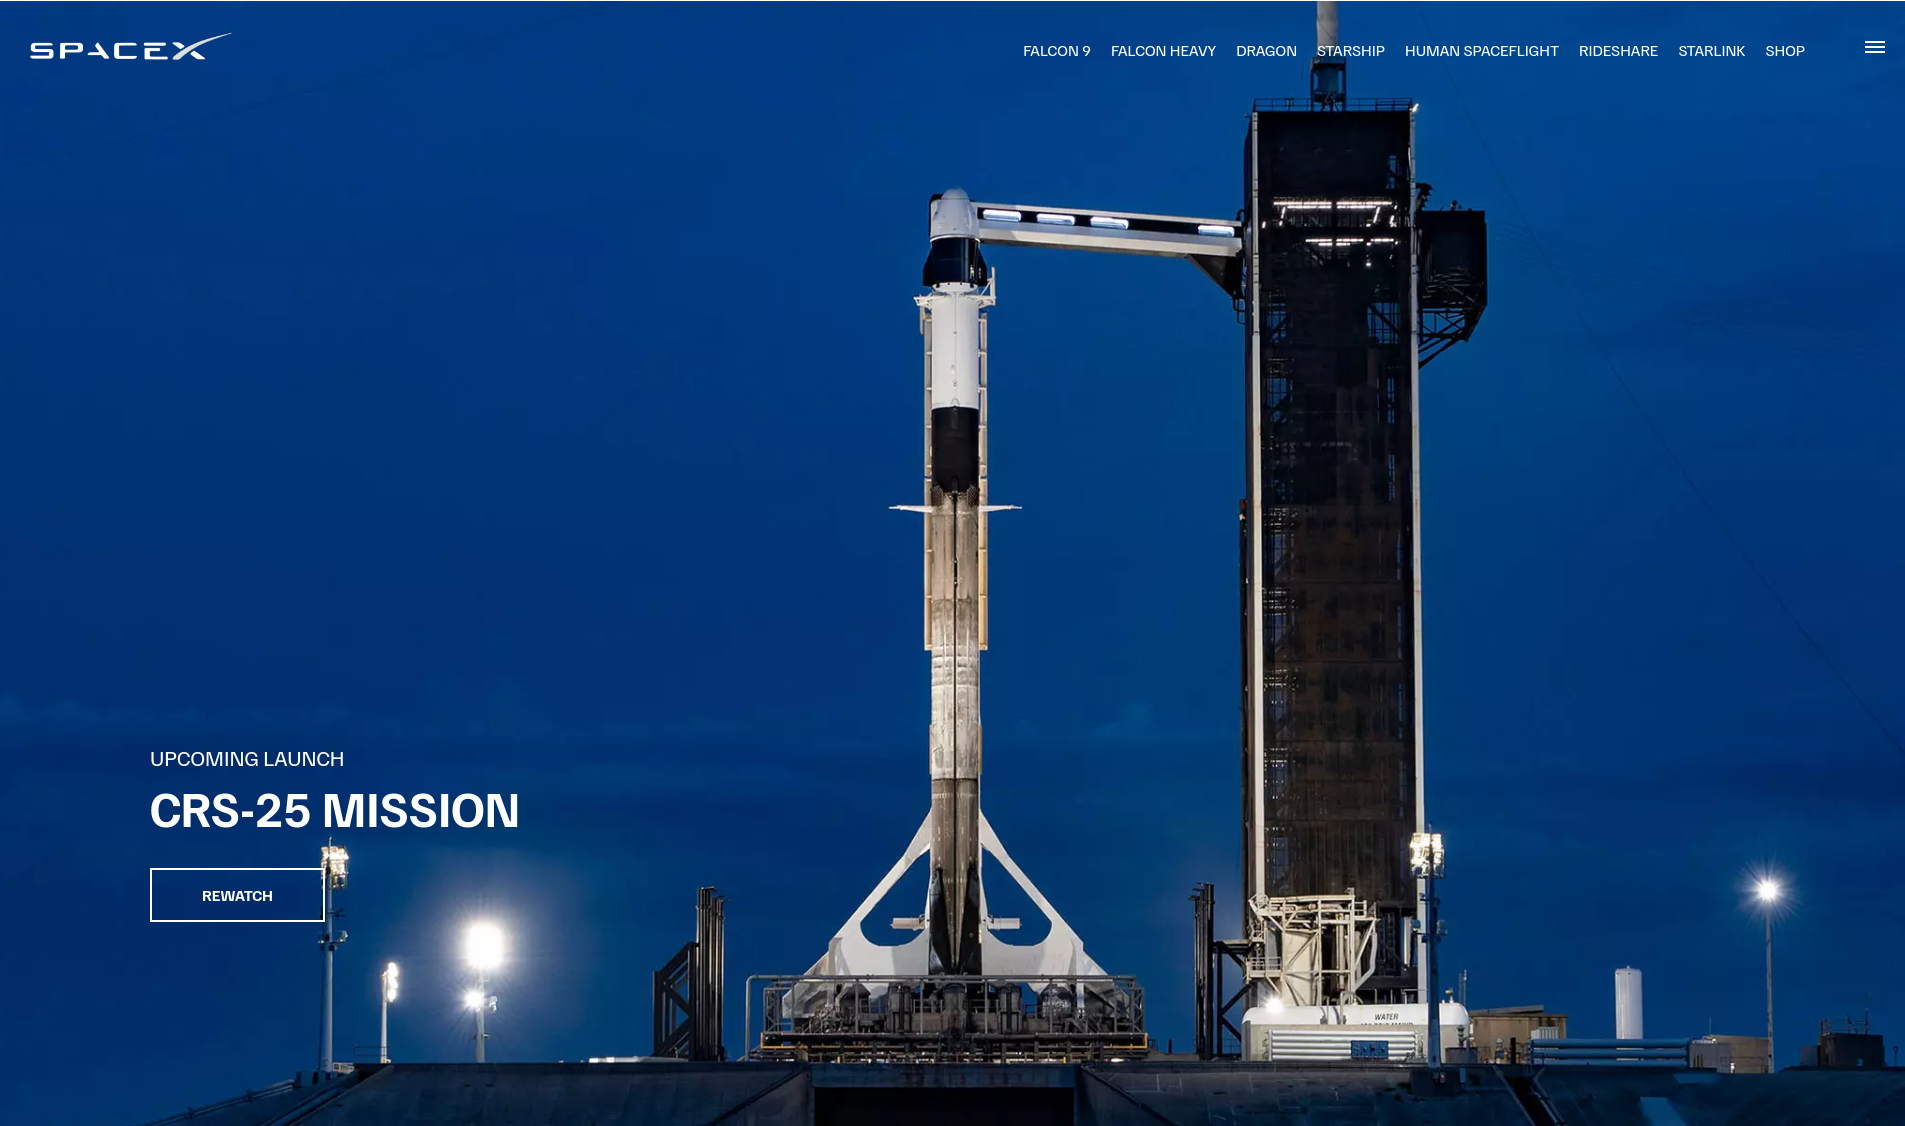 SPACEX
FALCON 9 FALCON HEAVY DRAGON STARSHIP HUMAN SPACEFLIGHT RIDESHARE STARLINK SHOP
UPCOMING LAUNCH
CRS-25 MISSION
REWATCH
WATER